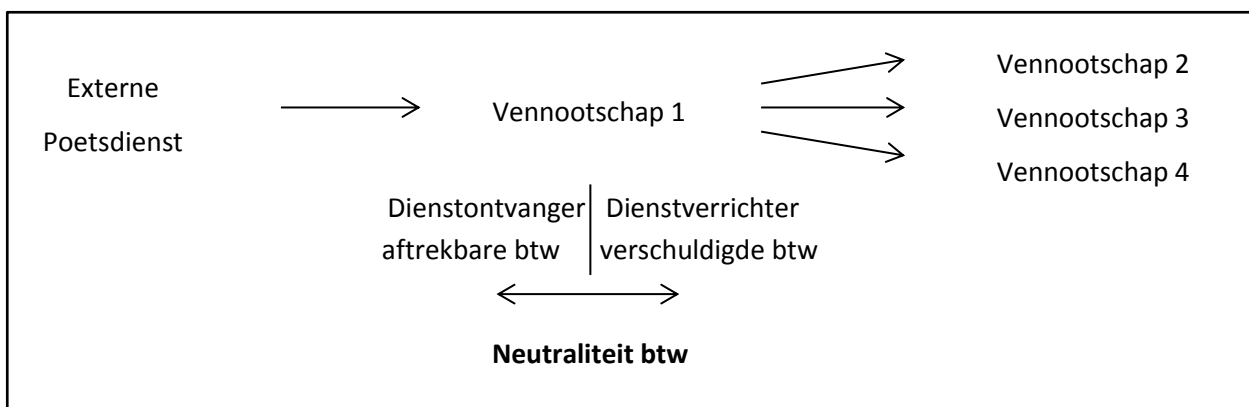 Externe
Poetsdienst
Vennootschap 1
Vennootschap 2
Vennootschap 3
Vennootschap 4
Dienstontvanger
aftrekbare btw
Dienstverrichter
verschuldigde btw
Neutraliteit btw